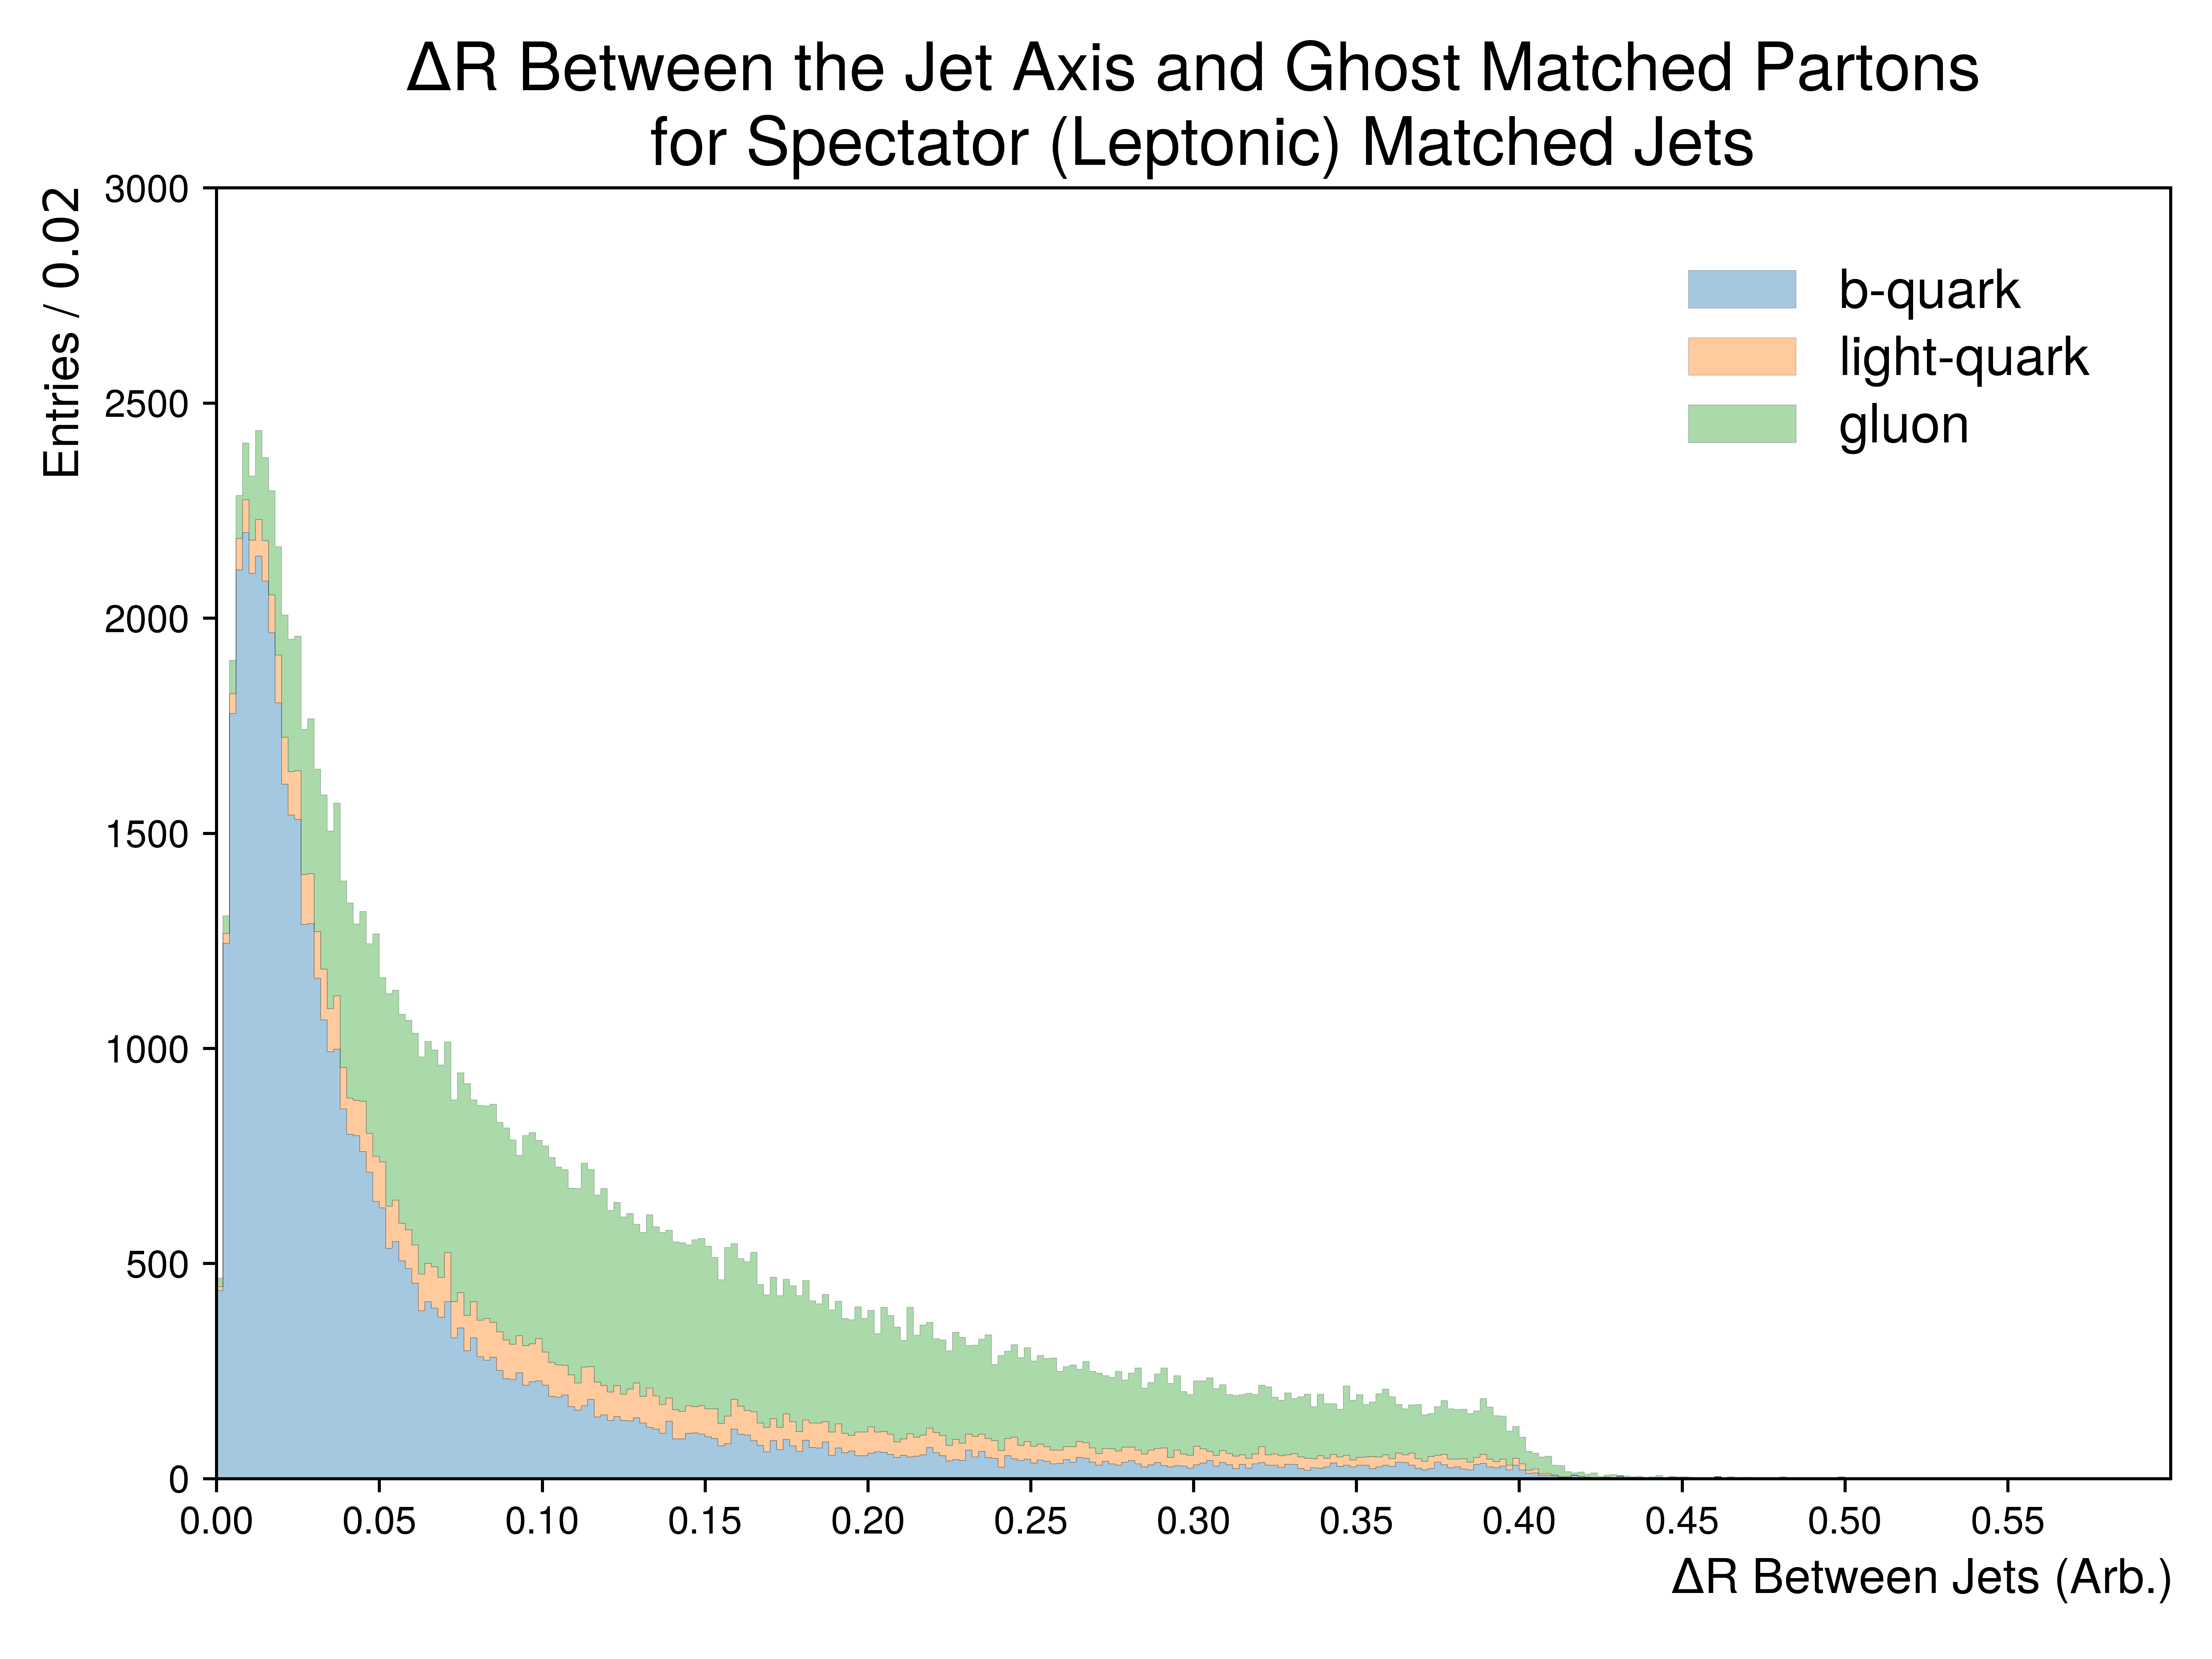 ΔR Between the Jet Axis and Ghost Matched Partons
for Spectator (Leptonic) Matched Jets
Entries / 0.02
3000
2500
2000
1500
1000
500
0
b-quark
light-quark
gluon
0.00 0.05 0.10 0.15 0.20 0.25 0.30 0.35 0.40 0.45 0.50 0.55
ΔR Between Jets (Arb.)